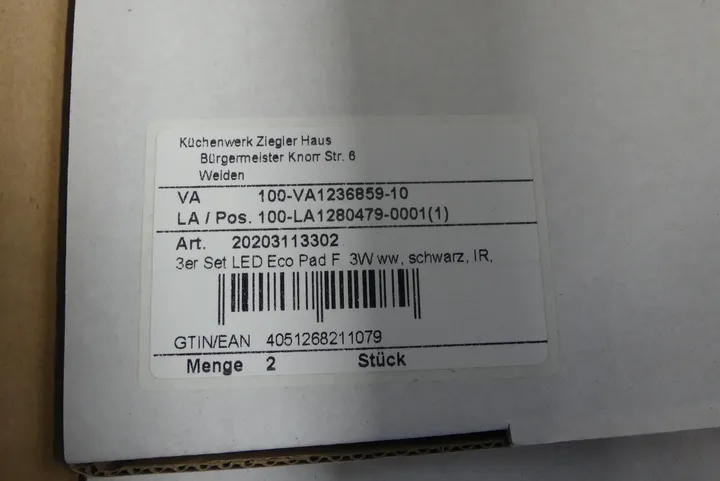 Küchenwerk Ziegler Haus
Bürgermeister Knorr Str. 6
Weiden
VA 100-VA1236859-10
LA / Pos. 100-LA1280479-0001(1)
Art. 20203113302
3er Set LED Eco Pad F 3W ww, schwarz, IR,
GTIN/EAN 4051268211079
Menge 2 Stück